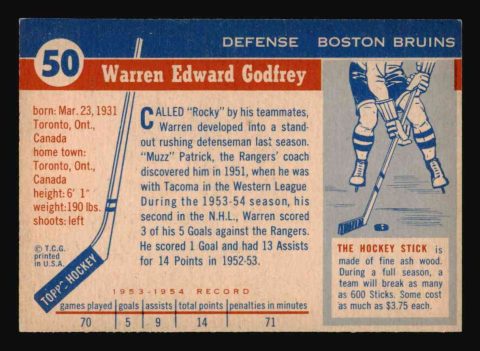 50
DEFENSE BOSTON BRUINS
Warren Edward Godfrey
born: Mar. 23, 1931
Toronto, Ont.,
Canada
home town:
Toronto, Ont.,
Canada
height: 6' 1"
weight: 190 lbs.
shoots: left
© T.C.G.
printed
in U.S.A.
TOPPS HOCKEY
CALLED "Rocky" by his teammates,
Warren developed into a stand-
out rushing defenseman last season.
"Muzz" Patrick, the Rangers' coach
discovered him in 1951, when he was
with Tacoma in the Western League
During the 1953-54 season, his
second in the N.H.L., Warren scored
3 of his 5 Goals against the Rangers.
He scored 1 Goal and had 13 Assists
for 14 Points in 1952-53.
THE HOCKEY STICK is
made of fine ash wood.
During a full season, a
team will break as many
as 600 Sticks. Some cost
as much as $3.75 each.
1953-1954 RECORD
games played goals assists total points penalties in minutes
70 5 9 14 71